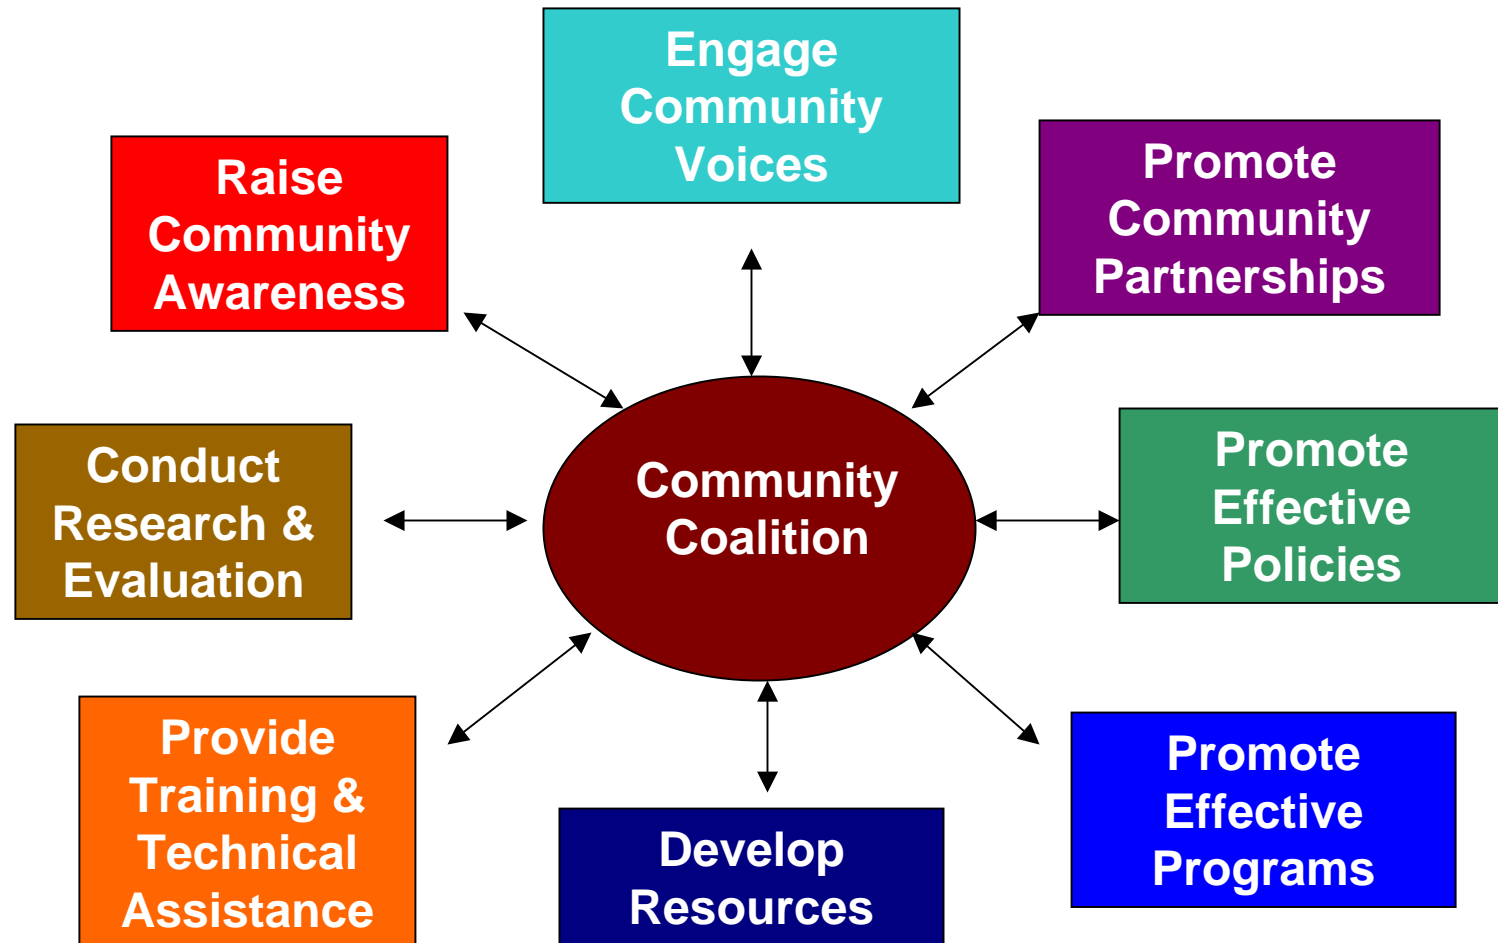 Engage
Community
Voices
Raise
Community
Awareness
Promote
Community
Partnerships
Conduct
Research &
Evaluation
Community
Coalition
Promote
Effective
Policies
Provide
Training &
Technical
Assistance
Develop
Resources
Promote
Effective
Programs